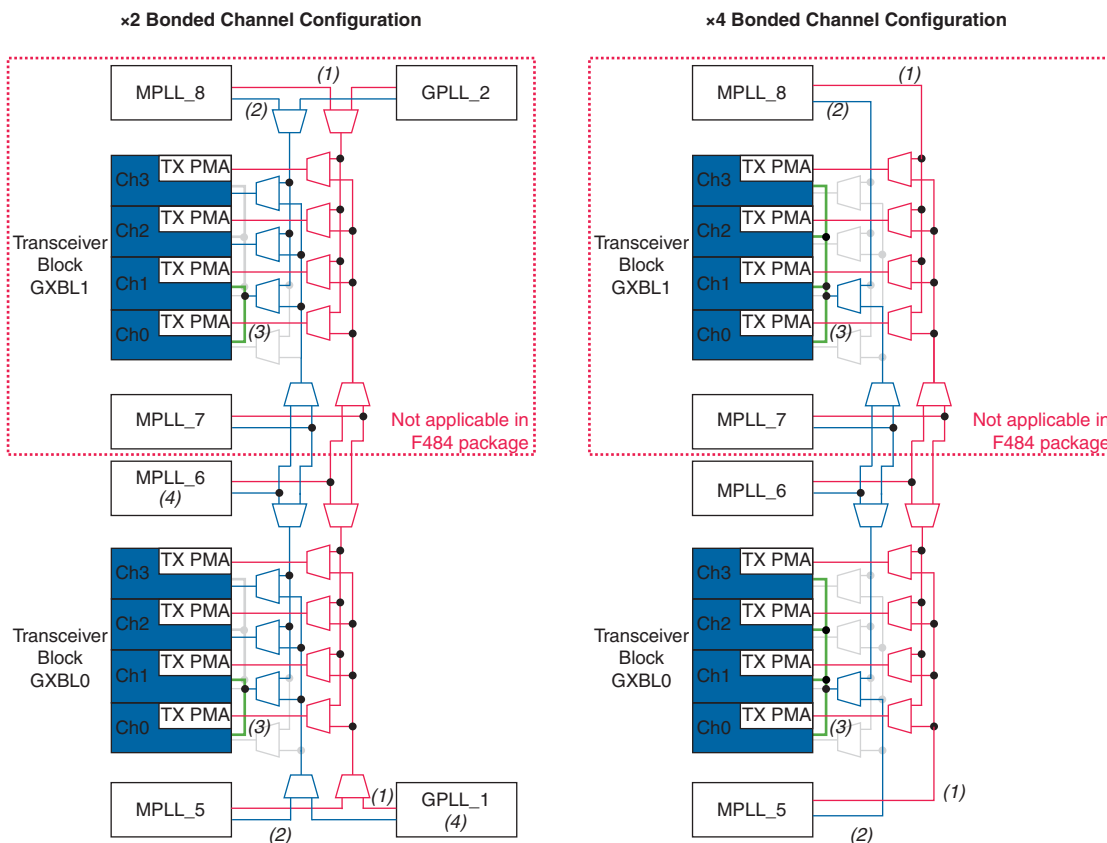 ×2 Bonded Channel Configuration
(1)
MPLL_8
(2)
GPLL_2
TX PMA
Ch3
TX PMA
Ch2
Transceiver
Block
GXBL1
TX PMA
Ch1
TX PMA
(3)
Ch0
MPLL_7
Not applicable in
F484 package
MPLL_6
(4)
TX PMA
Ch3
TX PMA
Ch2
Transceiver
Block
GXBL0
TX PMA
Ch1
TX PMA
(3)
Ch0
MPLL_5
(2)
(1)
GPLL_1
(4)
×4 Bonded Channel Configuration
(1)
MPLL_8
(2)
TX PMA
Ch3
TX PMA
Ch2
Transceiver
Block
GXBL1
TX PMA
Ch1
TX PMA
(3)
Ch0
MPLL_7
Not applicable in
F484 package
MPLL_6
TX PMA
Ch3
TX PMA
Ch2
Transceiver
Block
GXBL0
TX PMA
Ch1
TX PMA
(3)
Ch0
(1)
MPLL_5
(2)